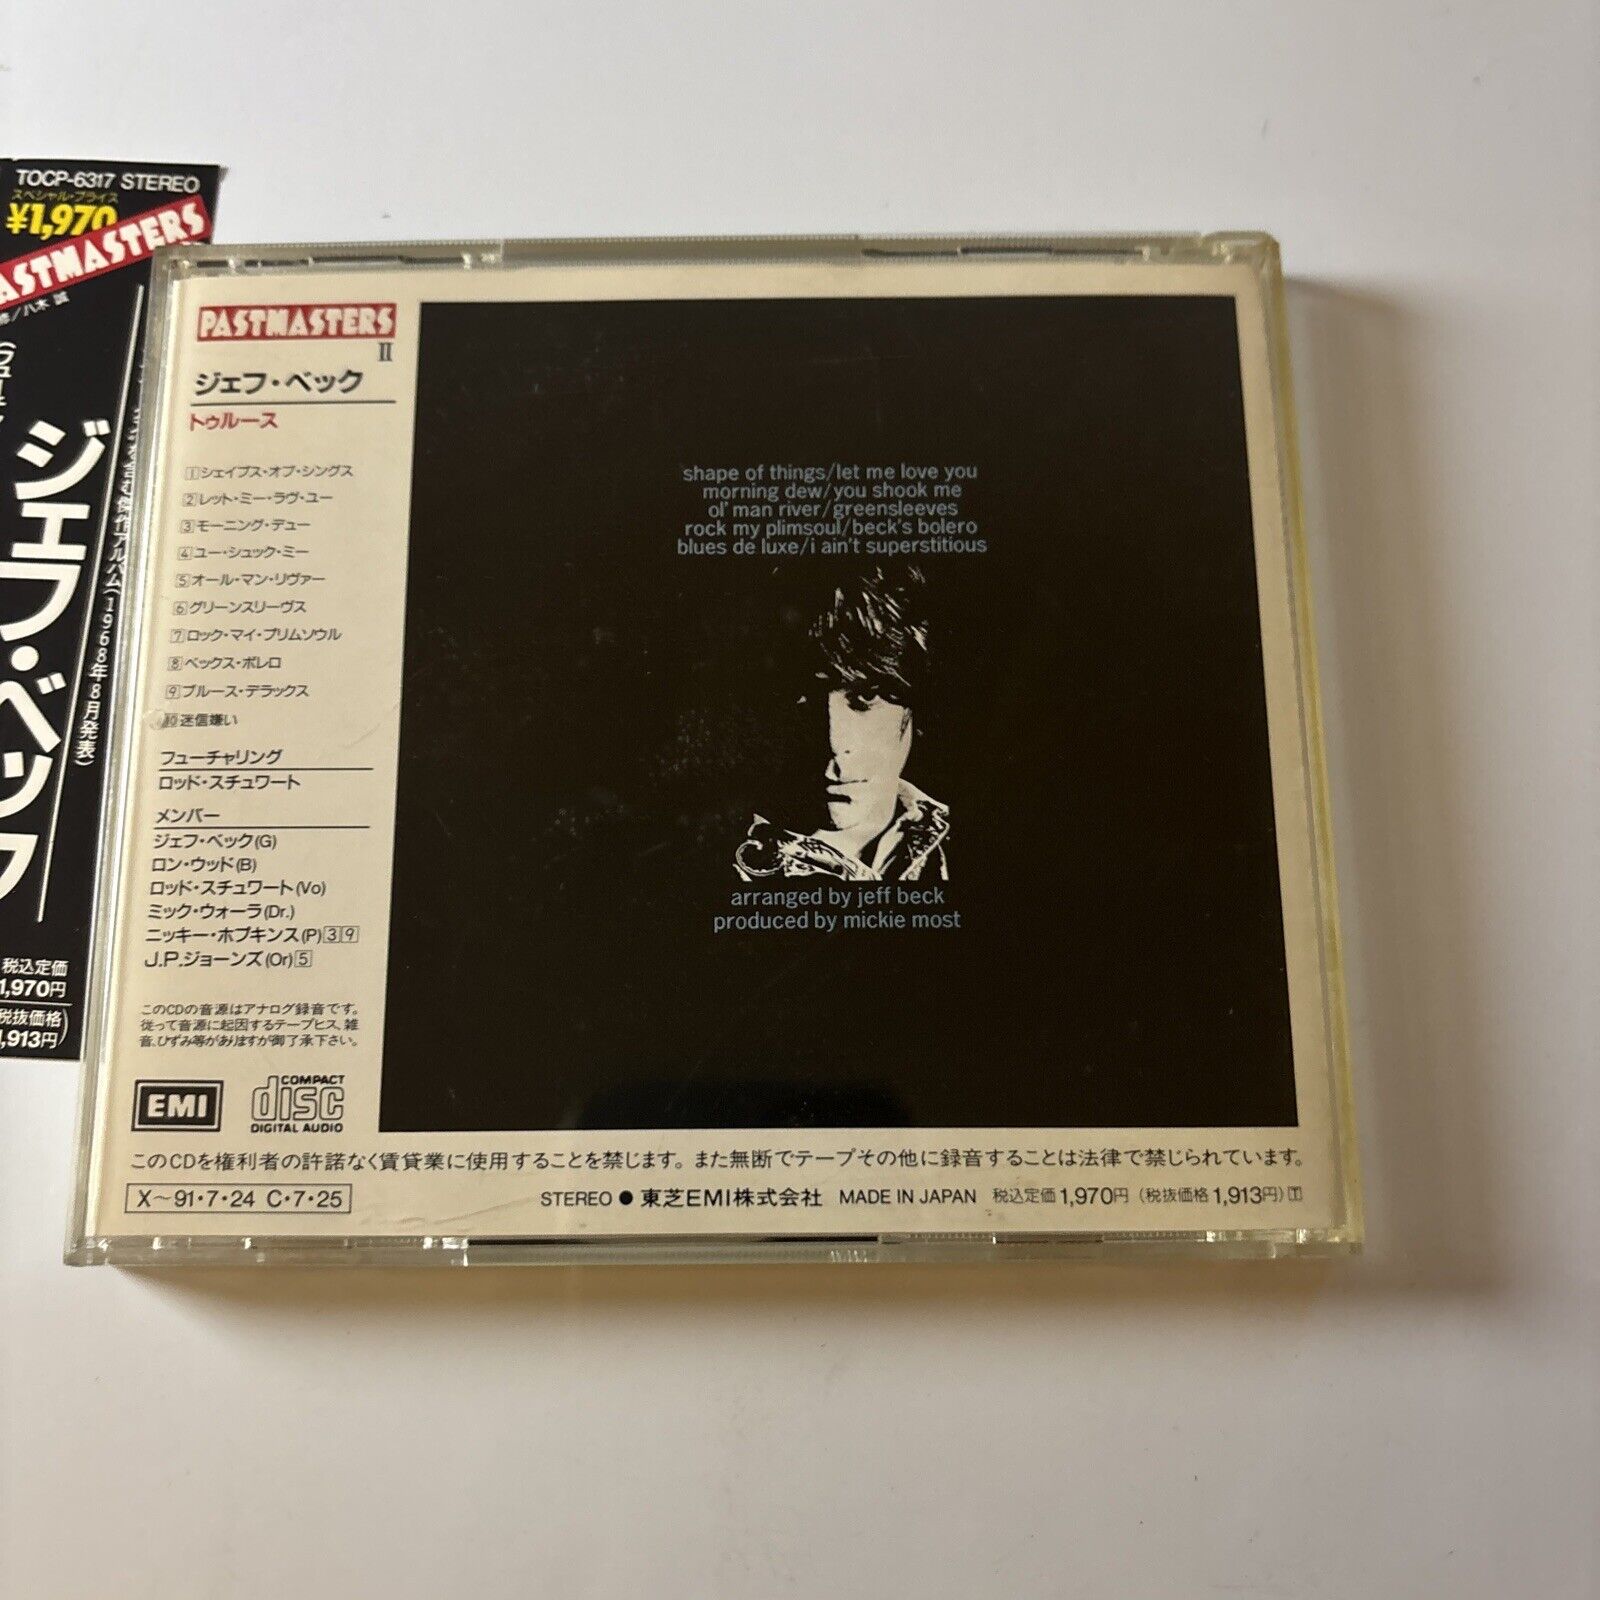 TOCP-6317 STEREO
スペシャル・プライス
¥1,970
ASTMASTERS
八木 誠
ジェフ・ベック
傑作アルバム(1968年8月発表)
税込定価
1,970円
税抜価格
1,913円
PASTMASTERS
II
ジェフ・ベック
トゥルース
1 シェイプス・オブ・シングス
2 レット・ミー・ラヴ・ユー
3 モーニング・デュー
4 ユー・シュック・ミー
5 オール・マン・リヴァー
6 グリーンスリーヴス
7 ロック・マイ・プリムソウル
8 ベックス・ボレロ
9 ブルース・デラックス
10 迷信嫌い
フューチャリング
ロッド・スチュワート
メンバー
ジェフ・ベック(G)
ロン・ウッド(B)
ロッド・スチュワート(Vo)
ミック・ウォーラ(Dr.)
ニッキー・ホプキンス(P)3 9
J.P.ジョーンズ(Or)5
このCDの音源はアナログ録音です。
従って音源に起因するテープヒス、雑
音、ひずみ等がありますが御了承下さい。
EMI
COMPACT
disc
DIGITAL AUDIO
shape of things/let me love you
morning dew/you shook me
ol' man river/greensleeves
rock my plimsoul/beck's bolero
blues de luxe/i ain't superstitious
arranged by jeff beck
produced by mickie most
このCDを権利者の許諾なく賃貸業に使用することを禁じます。また無断でテープその他に録音することは法律で禁じられています。
X〜91・7・24 C・7・25
STEREO ● 東芝EMI株式会社 MADE IN JAPAN 税込定価1,970円(税抜価格1,913円) T